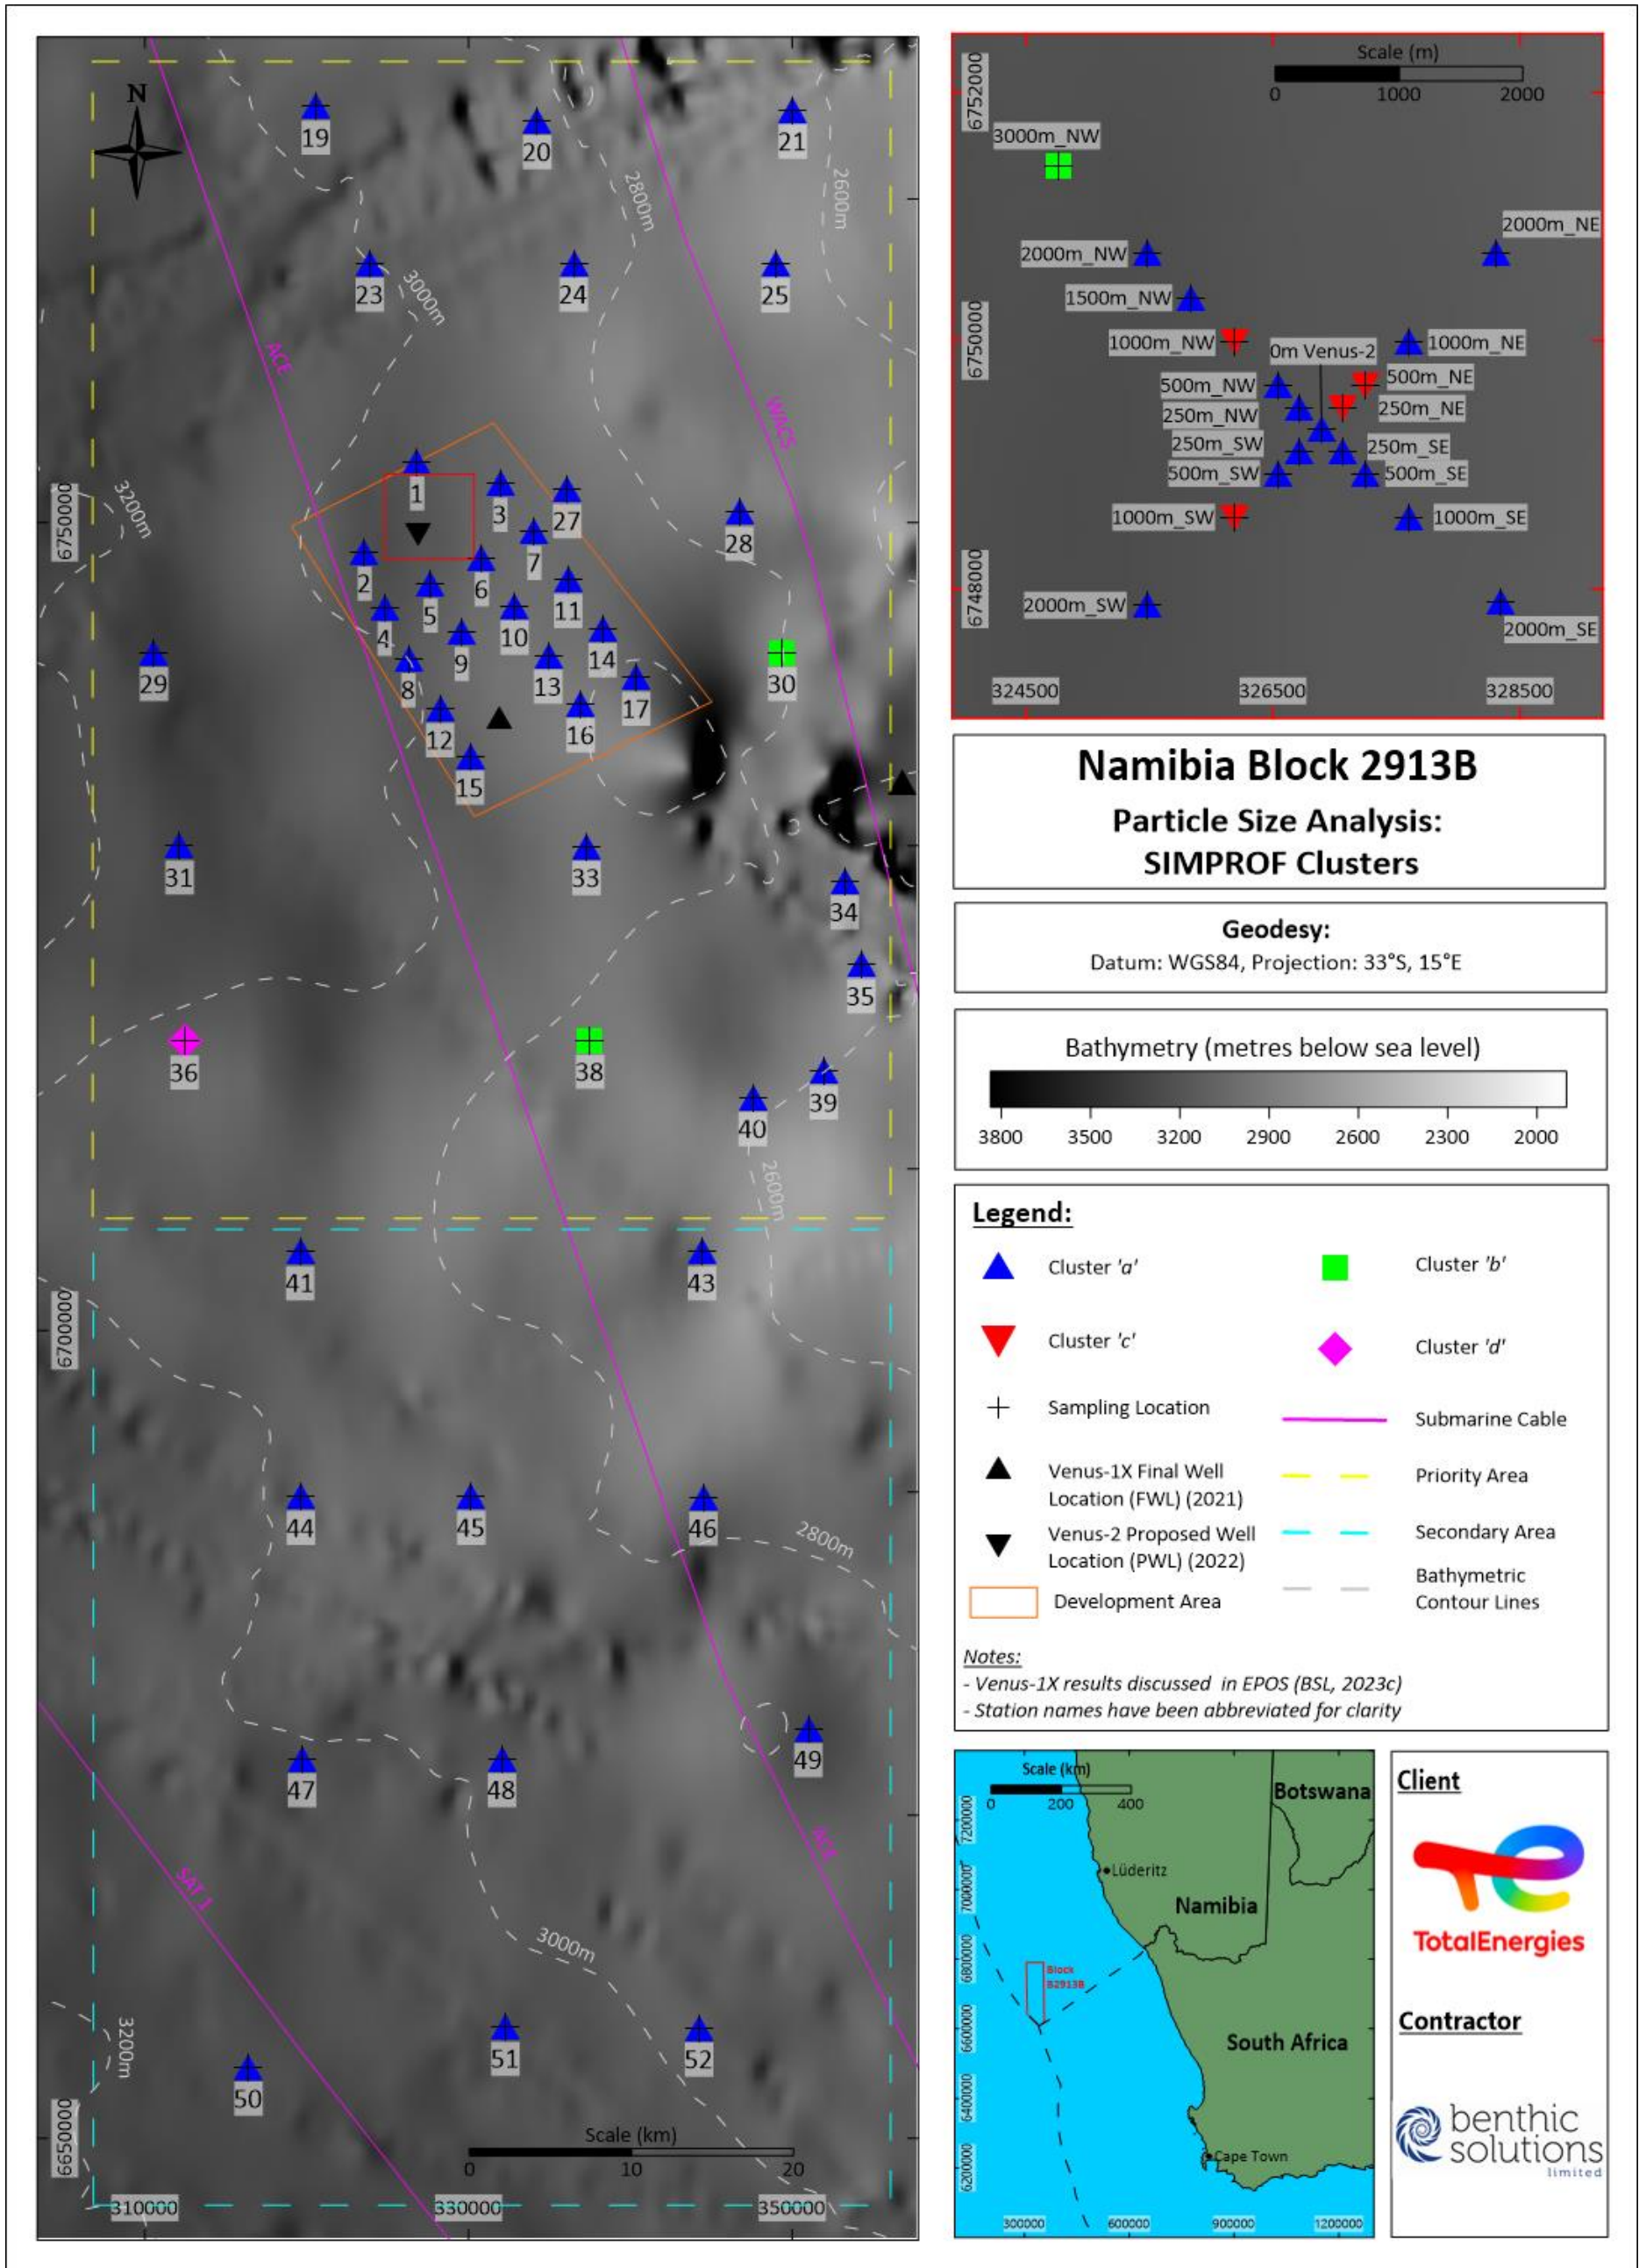 N
19
20
21
2800m
2600m
23
24
25
3000m
ACE
WACS
1
3
27
28
6750000
3200m
2
7
6
5
11
4
10
9
14
8
13
30
29
17
12
16
15
31
33
34
35
36
38
39
40
2600m
41
43
6700000
44
45
46
2800m
47
48
49
SAT 1
ACE
3000m
3200m
51
52
50
Scale (km)
0 10 20
6650000
310000 330000 350000
Scale (m)
0 1000 2000
6752000
3000m_NW
2000m_NE
2000m_NW
1500m_NW
6750000
1000m_NW
0m Venus-2
1000m_NE
500m_NW
500m_NE
250m_NW
250m_NE
250m_SW
250m_SE
500m_SW
500m_SE
1000m_SW
1000m_SE
6748000
2000m_SW
2000m_SE
324500 326500 328500
Namibia Block 2913B
Particle Size Analysis:
SIMPROF Clusters
Geodesy:
Datum: WGS84, Projection: 33°S, 15°E
Bathymetry (metres below sea level)
3800 3500 3200 2900 2600 2300 2000
Legend:
Cluster 'a'
Cluster 'b'
Cluster 'c'
Cluster 'd'
Sampling Location
Submarine Cable
Venus-1X Final Well
Location (FWL) (2021)
Priority Area
Venus-2 Proposed Well
Location (PWL) (2022)
Secondary Area
Development Area
Bathymetric
Contour Lines
Notes:
- Venus-1X results discussed in EPOS (BSL, 2023c)
- Station names have been abbreviated for clarity
Scale (km)
0 200 400
Botswana
7200000
Lüderitz
7000000
Namibia
6800000
Block
B2913B
6600000
South Africa
6400000
Cape Town
6200000
300000 600000 900000 1200000
Client
TotalEnergies
Contractor
benthic
solutions
limited